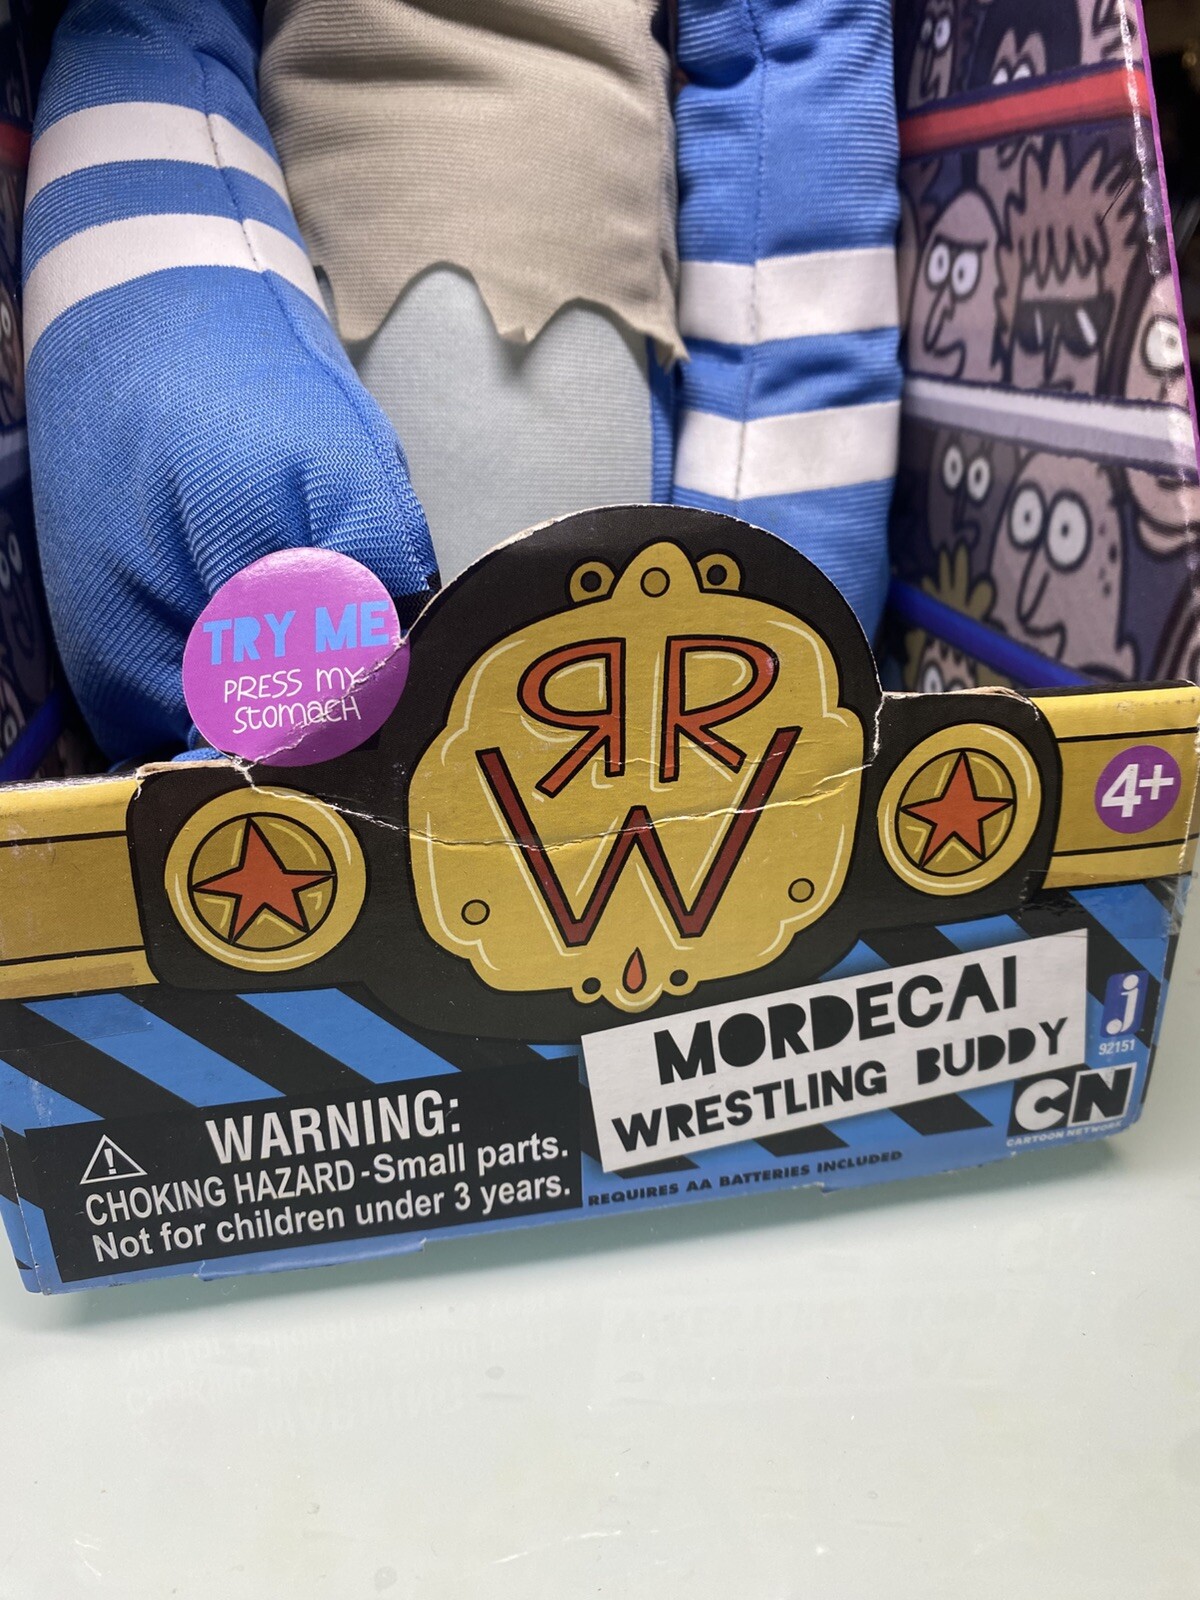 TRY ME
PRESS MY
STOMACH
RR
W
4+
MORDECAI
WRESTLING BUDDY
j
92151
CN
CARTOON NETWORK
WARNING:
CHOKING HAZARD-Small parts.
Not for children under 3 years.
REQUIRES AA BATTERIES INCLUDED